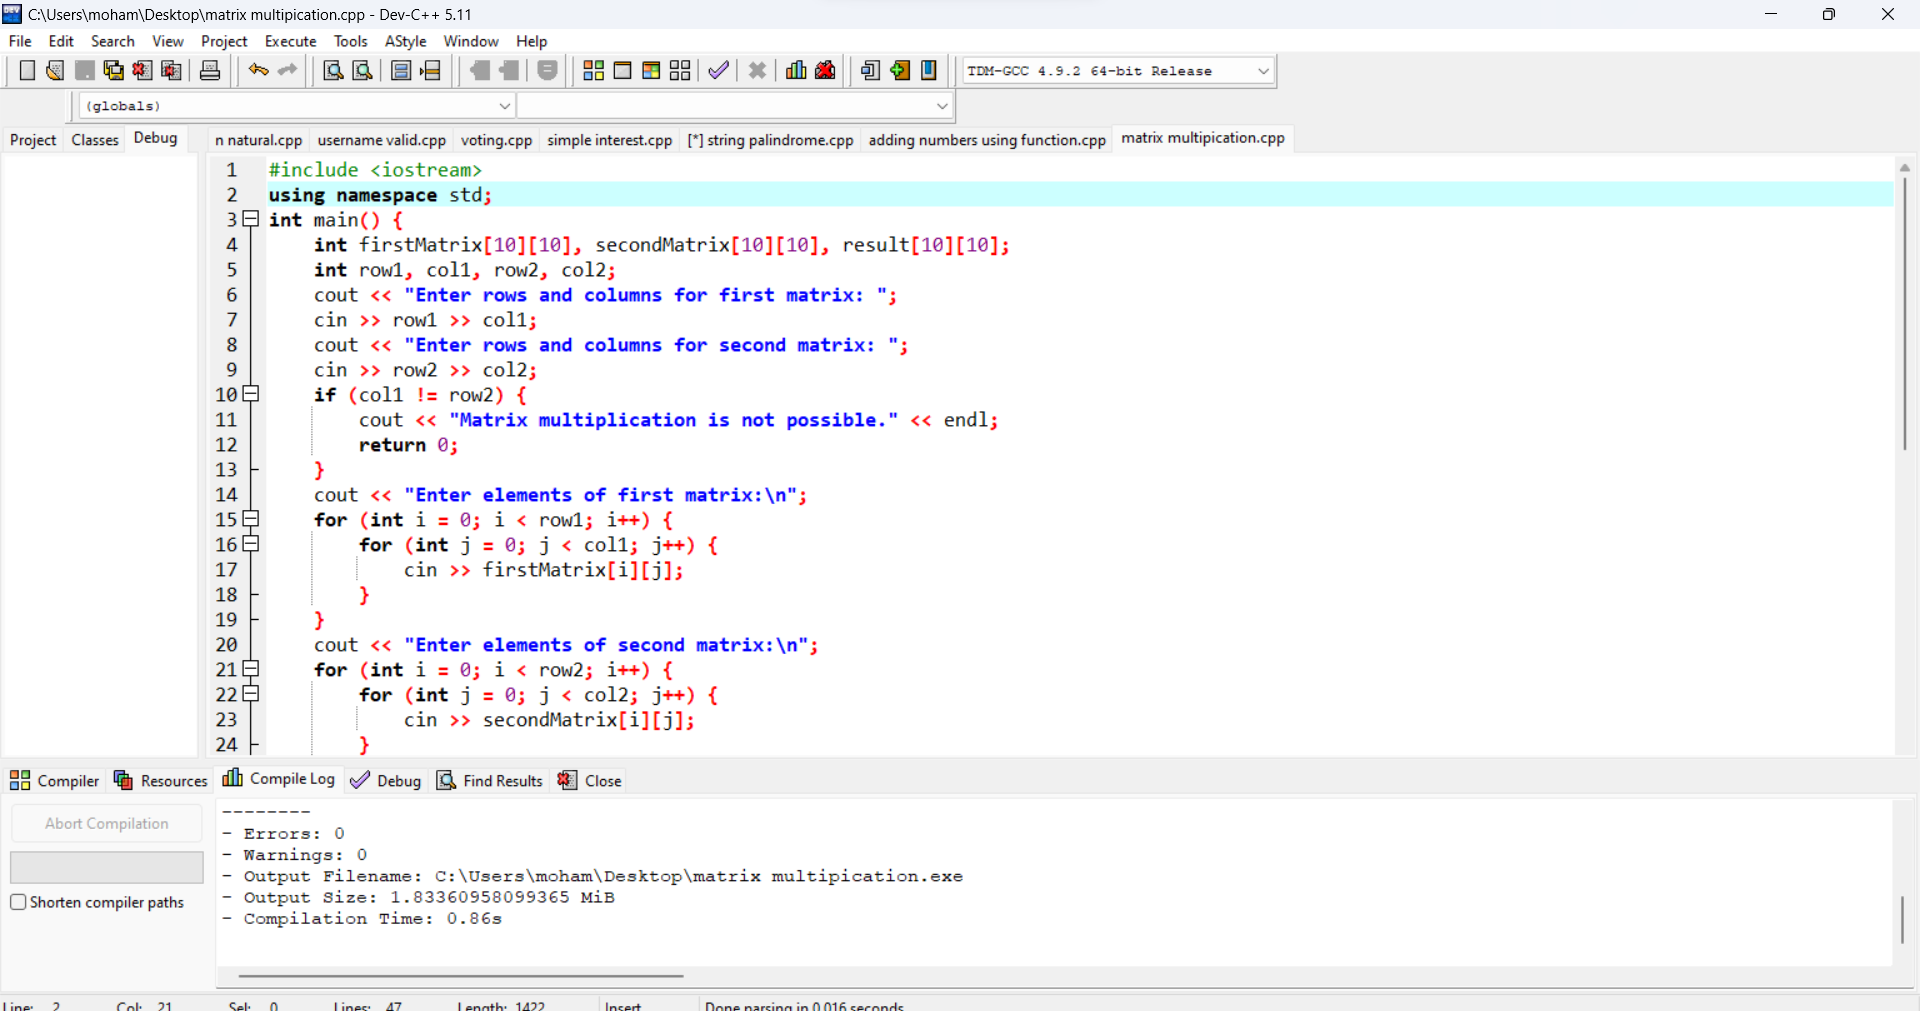 C:\Users\moham\Desktop\matrix multipication.cpp - Dev-C++ 5.11
File Edit Search View Project Execute Tools AStyle Window Help
TDM-GCC 4.9.2 64-bit Release
(globals)
Project Classes Debug n natural.cpp username valid.cpp voting.cpp simple interest.cpp [*] string palindrome.cpp adding numbers using function.cpp matrix multipication.cpp
1 #include <iostream>
2 using namespace std;
3 int main() {
4 int firstMatrix[10][10], secondMatrix[10][10], result[10][10];
5 int row1, col1, row2, col2;
6 cout << "Enter rows and columns for first matrix: ";
7 cin >> row1 >> col1;
8 cout << "Enter rows and columns for second matrix: ";
9 cin >> row2 >> col2;
10 if (col1 != row2) {
11 cout << "Matrix multiplication is not possible." << endl;
12 return 0;
13 }
14 cout << "Enter elements of first matrix:\n";
15 for (int i = 0; i < row1; i++) {
16 for (int j = 0; j < col1; j++) {
17 cin >> firstMatrix[i][j];
18 }
19 }
20 cout << "Enter elements of second matrix:\n";
21 for (int i = 0; i < row2; i++) {
22 for (int j = 0; j < col2; j++) {
23 cin >> secondMatrix[i][j];
24 }
Compiler Resources Compile Log Debug Find Results Close
Abort Compilation
Shorten compiler paths
--------
- Errors: 0
- Warnings: 0
- Output Filename: C:\Users\moham\Desktop\matrix multipication.exe
- Output Size: 1.83360958099365 MiB
- Compilation Time: 0.86s
Line: 2 Col: 21 Sel: 0 Lines: 47 Length: 1422 Insert Done parsing in 0.016 seconds